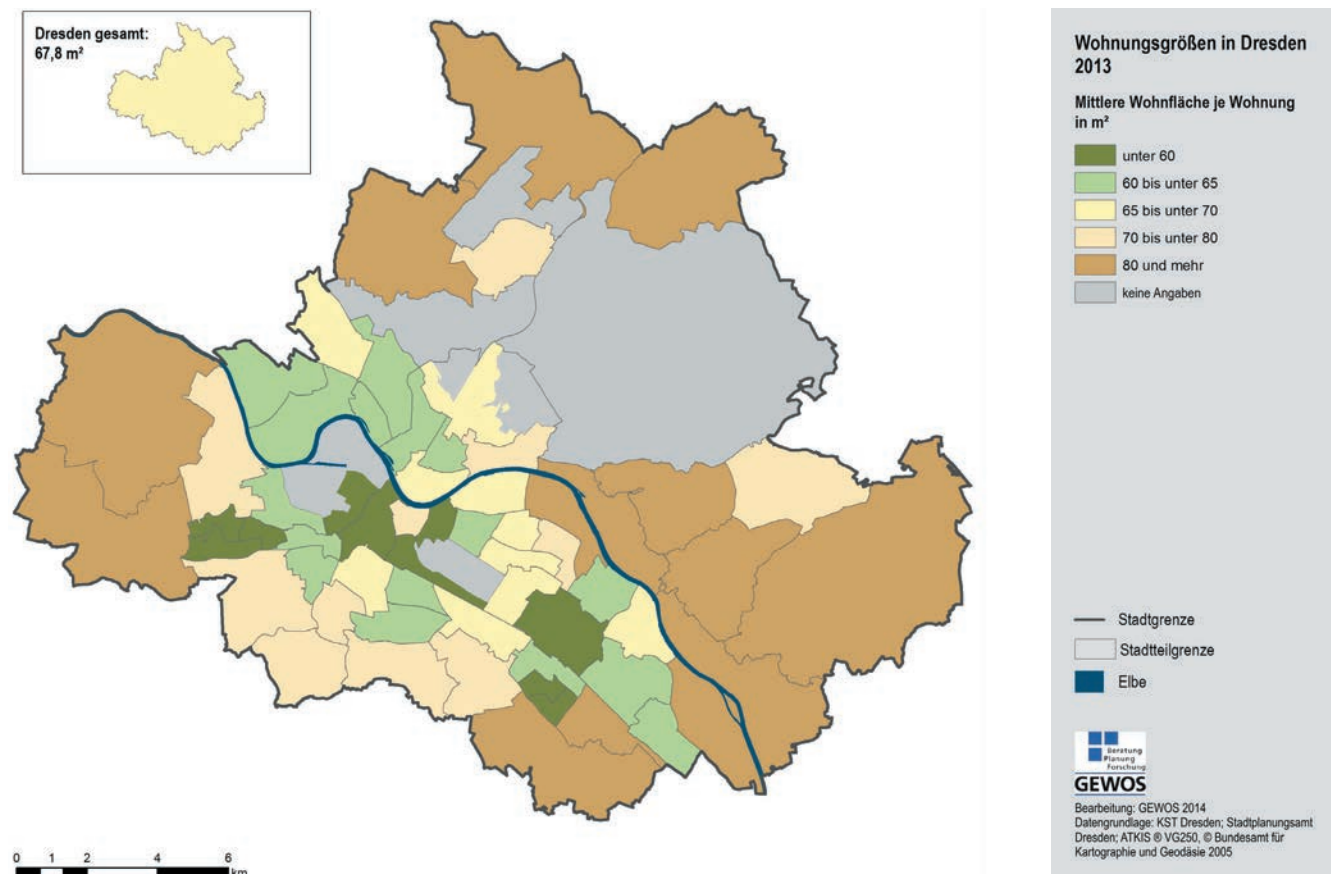 Dresden gesamt:
67,8 m²
Wohnungsgrößen in Dresden
2013
Mittlere Wohnfläche je Wohnung
in m²
unter 60
60 bis unter 65
65 bis unter 70
70 bis unter 80
80 und mehr
keine Angaben
Stadtgrenze
Stadtteilgrenze
Elbe
Beratung
Planung
Forschung
GEWOS
Bearbeitung: GEWOS 2014
Datengrundlage: KST Dresden; Stadtplanungsamt
Dresden; ATKIS ® VG250, © Bundesamt für
Kartographie und Geodäsie 2005
0 1 2 4 6
km